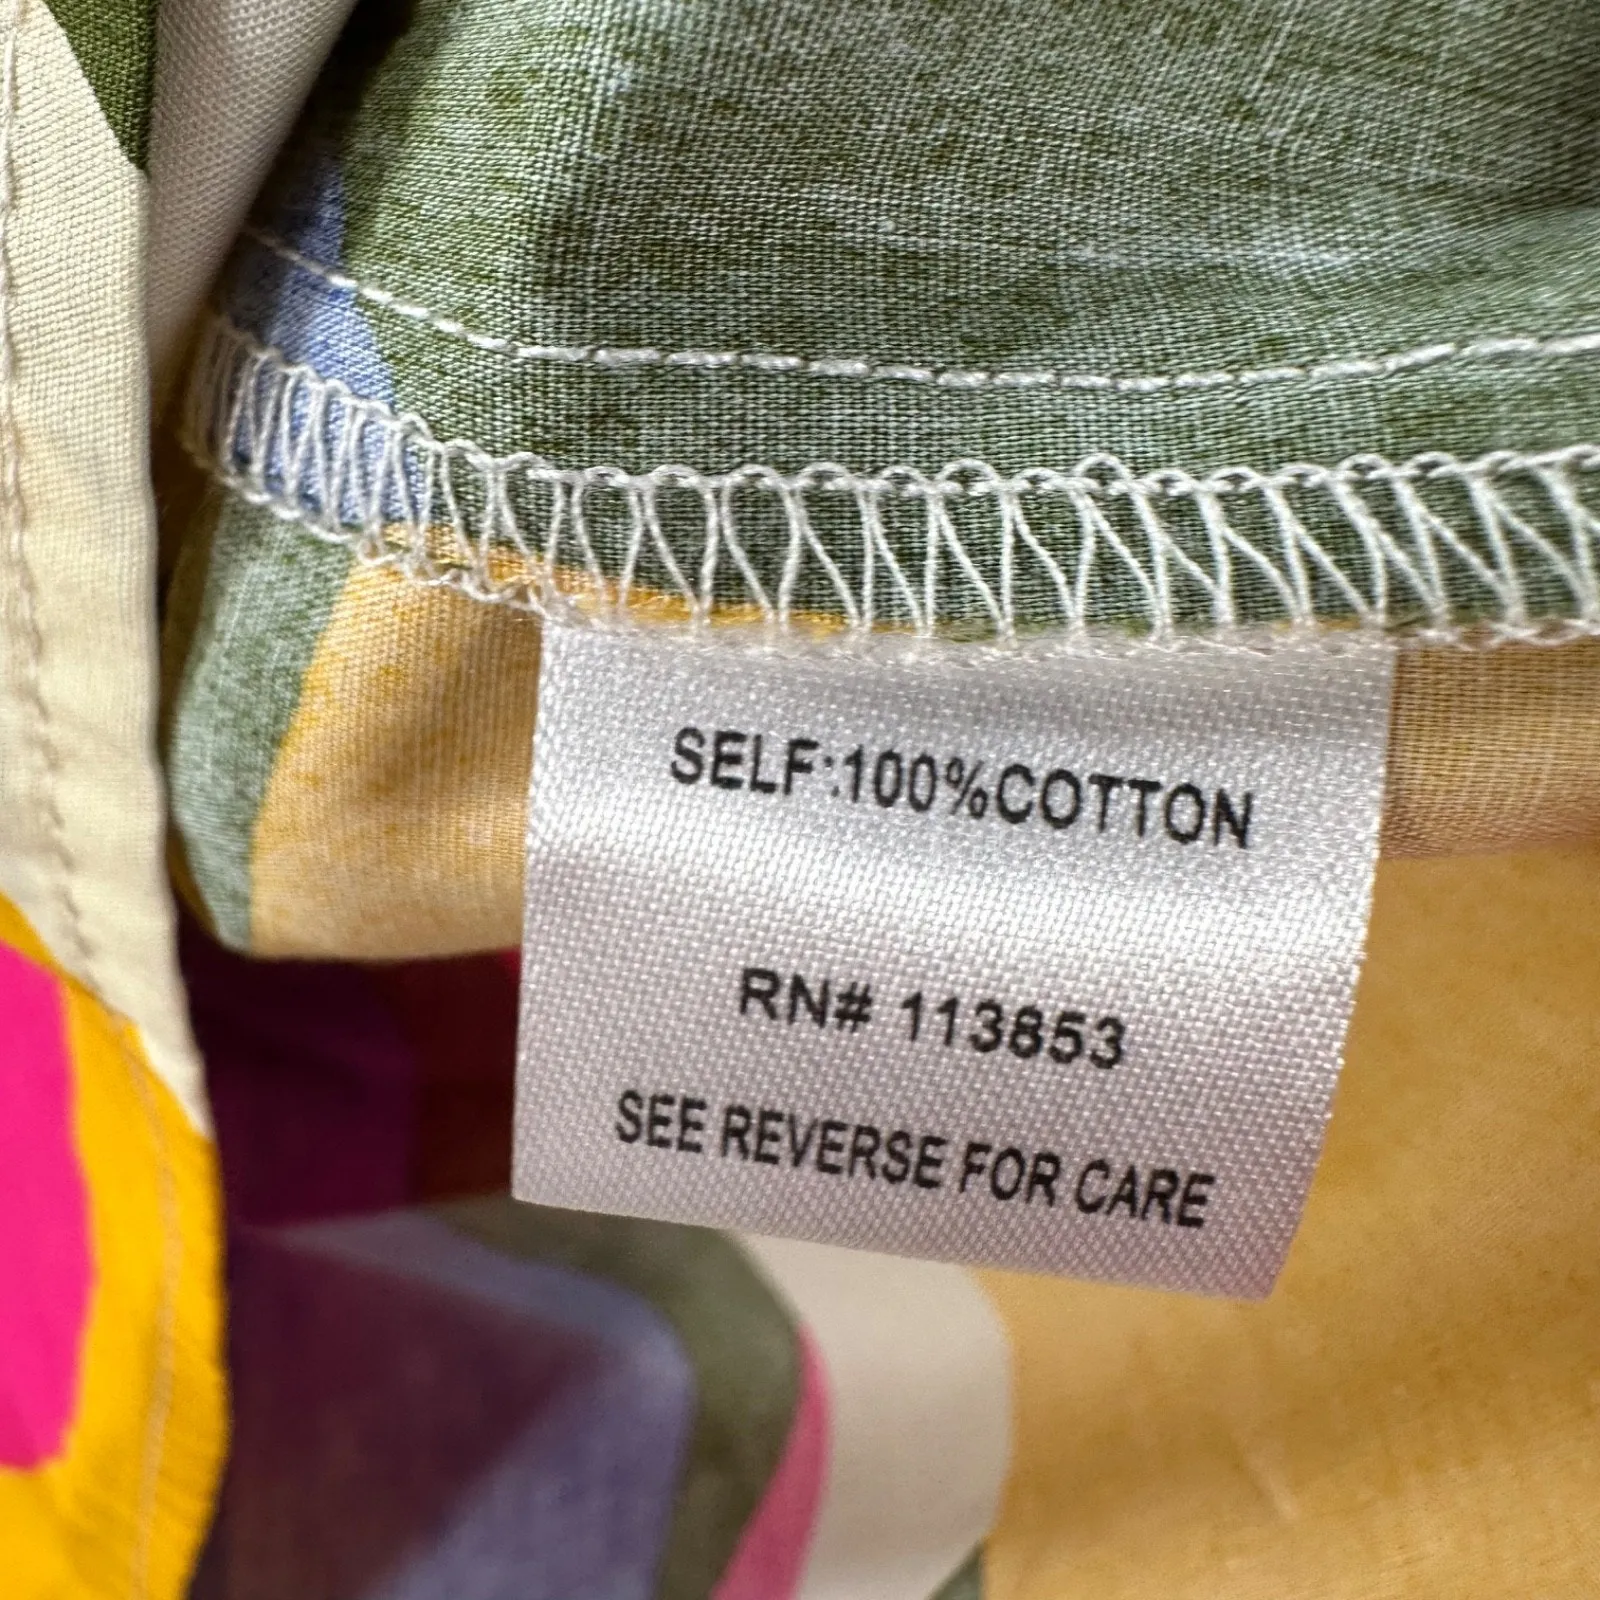 SELF:100%COTTON
RN# 113853
SEE REVERSE FOR CARE